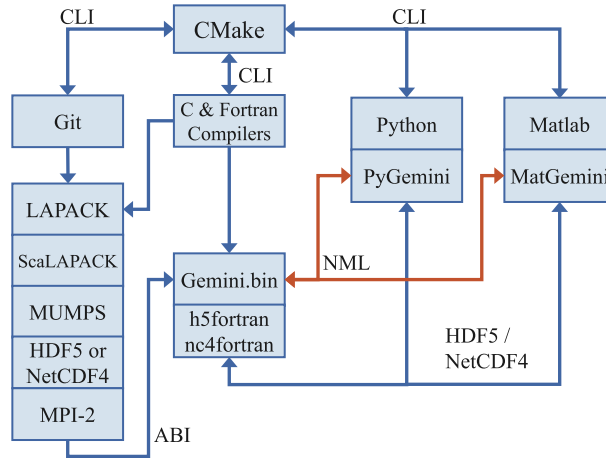 CLI
CMake
CLI
CLI
Git
C & Fortran
Compilers
Python
Matlab
PyGemini
MatGemini
LAPACK
ScaLAPACK
MUMPS
HDF5 or
NetCDF4
MPI-2
Gemini.bin
h5fortran
nc4fortran
NML
HDF5 /
NetCDF4
ABI